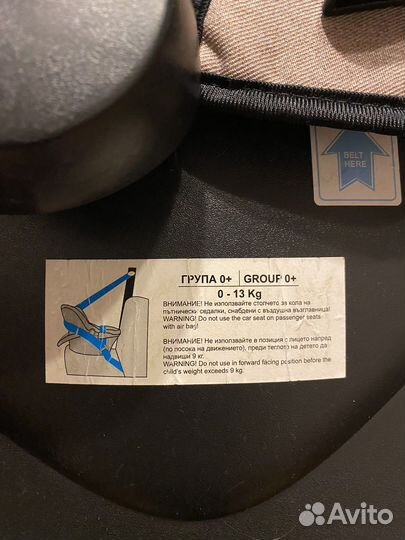 BELT
HERE
ГРУПА 0+ | GROUP 0+
0 - 13 Kg
ВНИМАНИЕ! Не използвайте столчето за кола на
пътнически седалки, снабдени с въздушна възглавница!
WARNING! Do not use the car seat on passenger seats
with air bag!
ВНИМАНИЕ! Не използвайте в позиция с лицето напред
(по посока на движението), преди теглото на детето да
надвиши 9 кг.
WARNING! Do not use in forward facing position before the
child's weight exceeds 9 kg.
Avito